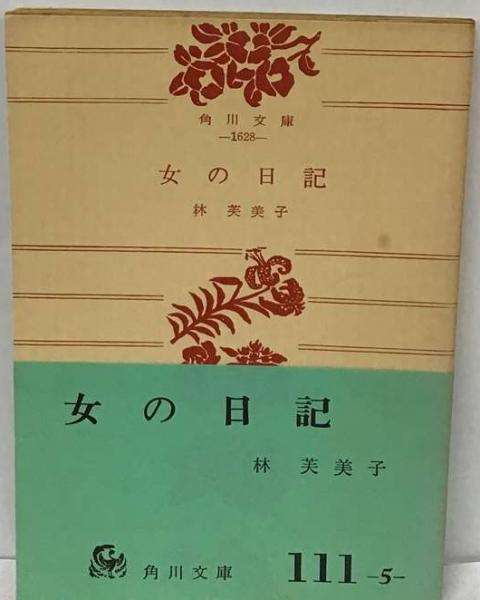 角川文庫
—1628—
女の日記
林芙美子
女の日記
林芙美子
角川文庫
111-5-